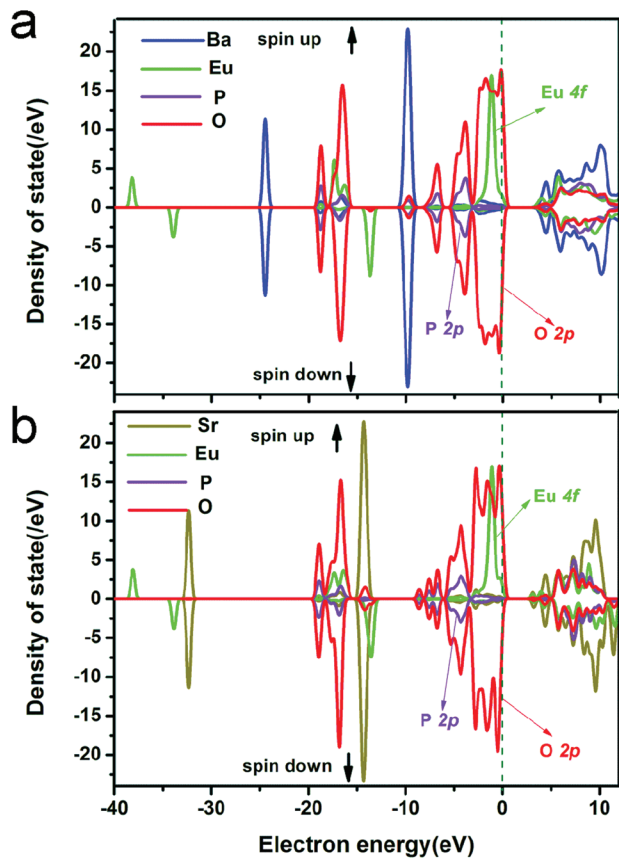 a
Density of state(/eV)
20
15
10
5
0
-5
-10
-15
-20
Ba
Eu
P
O
spin up
Eu 4f
P 2p
O 2p
spin down
b
Density of state(/eV)
20
15
10
5
0
-5
-10
-15
-20
Sr
Eu
P
O
spin up
Eu 4f
P 2p
O 2p
spin down
-40 -30 -20 -10 0 10
Electron energy(eV)